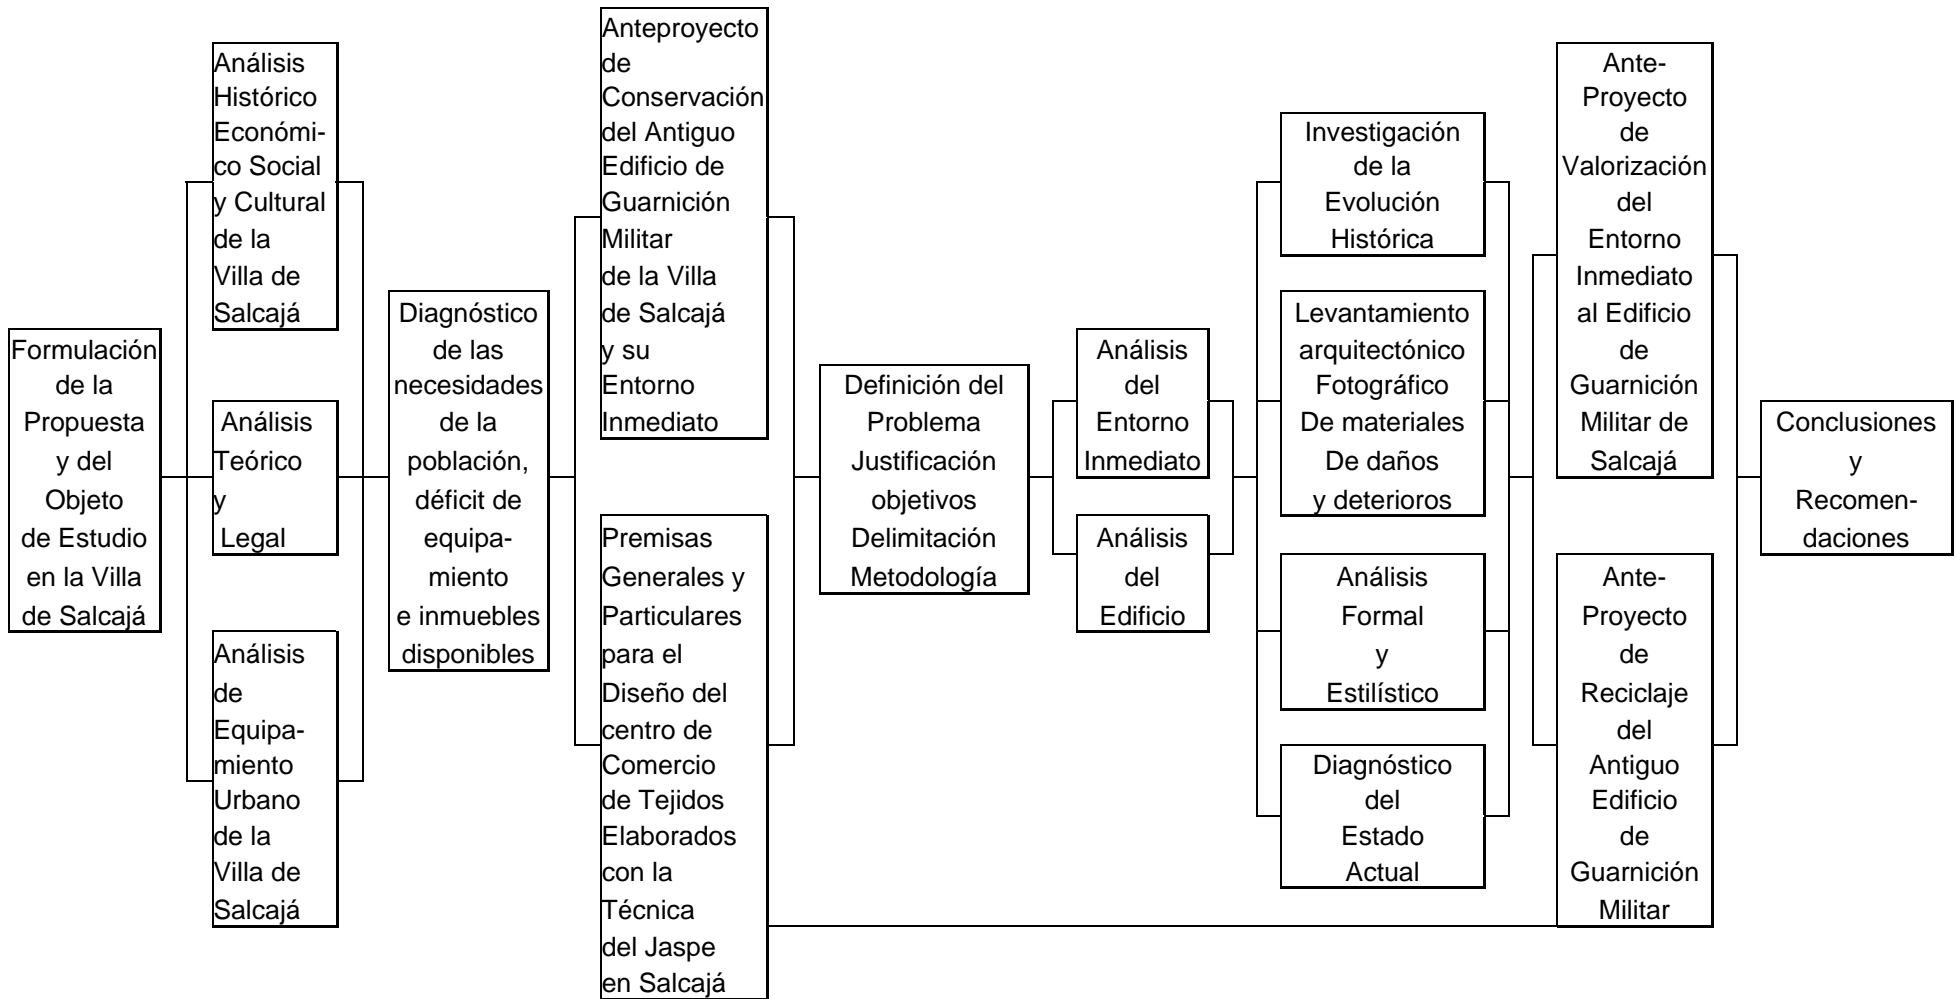 Formulación
de la
Propuesta
y del
Objeto
de Estudio
en la Villa
de Salcajá
Análisis
Histórico
Económi-
co Social
y Cultural
de la
Villa de
Salcajá
Análisis
Teórico
y
Legal
Análisis
de
Equipa-
miento
Urbano
de la
Villa de
Salcajá
Diagnóstico
de las
necesidades
de la
población,
déficit de
equipa-
miento
e inmuebles
disponibles
Anteproyecto
de
Conservación
del Antiguo
Edificio de
Guarnición
Militar
de la Villa
de Salcajá
y su
Entorno
Inmediato
Premisas
Generales y
Particulares
para el
Diseño del
centro de
Comercio
de Tejidos
Elaborados
con la
Técnica
del Jaspe
en Salcajá
Definición del
Problema
Justificación
objetivos
Delimitación
Metodología
Análisis
del
Entorno
Inmediato
Análisis
del
Edificio
Investigación
de la
Evolución
Histórica
Levantamiento
arquitectónico
Fotográfico
De materiales
De daños
y deterioros
Análisis
Formal
y
Estilístico
Diagnóstico
del
Estado
Actual
Ante-
Proyecto
de
Valorización
del
Entorno
Inmediato
al Edificio
de
Guarnición
Militar de
Salcajá
Ante-
Proyecto
de
Reciclaje
del
Antiguo
Edificio
de
Guarnición
Militar
Conclusiones
y
Recomen-
daciones